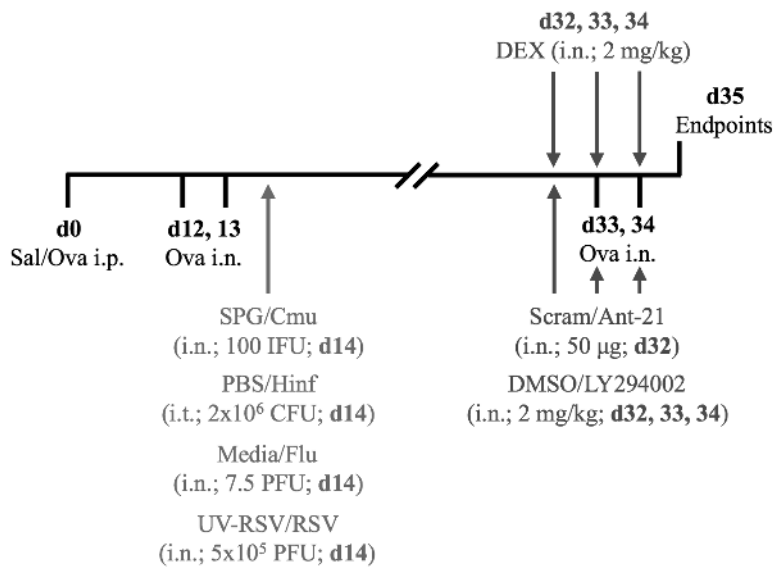 d32, 33, 34
DEX (i.n.; 2 mg/kg)
d35
Endpoints
d0
Sal/Ova i.p.
d12, 13
Ova i.n.
d33, 34
Ova i.n.
SPG/Cmu
(i.n.; 100 IFU; d14)
PBS/Hinf
(i.t.; 2x10⁶ CFU; d14)
Media/Flu
(i.n.; 7.5 PFU; d14)
UV-RSV/RSV
(i.n.; 5x10⁵ PFU; d14)
Scram/Ant-21
(i.n.; 50 μg; d32)
DMSO/LY294002
(i.n.; 2 mg/kg; d32, 33, 34)